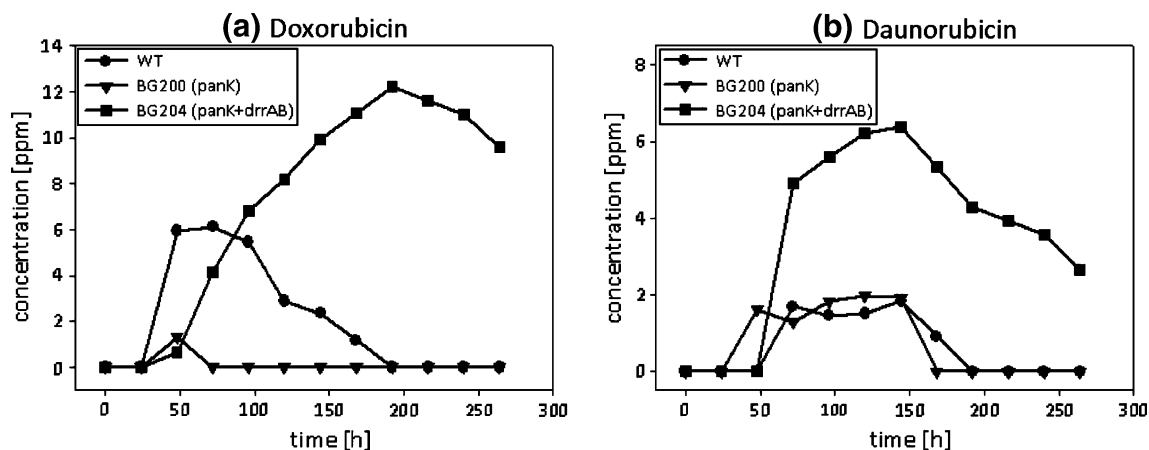 (a) Doxorubicin
14
12
10
8
6
4
2
0
concentration [ppm]
WT
BG200 (panK)
BG204 (panK+drrAB)
0 50 100 150 200 250 300
time [h]
(b) Daunorubicin
8
6
4
2
0
concentration [ppm]
WT
BG200 (panK)
BG204 (panK+drrAB)
0 50 100 150 200 250 300
time [h]